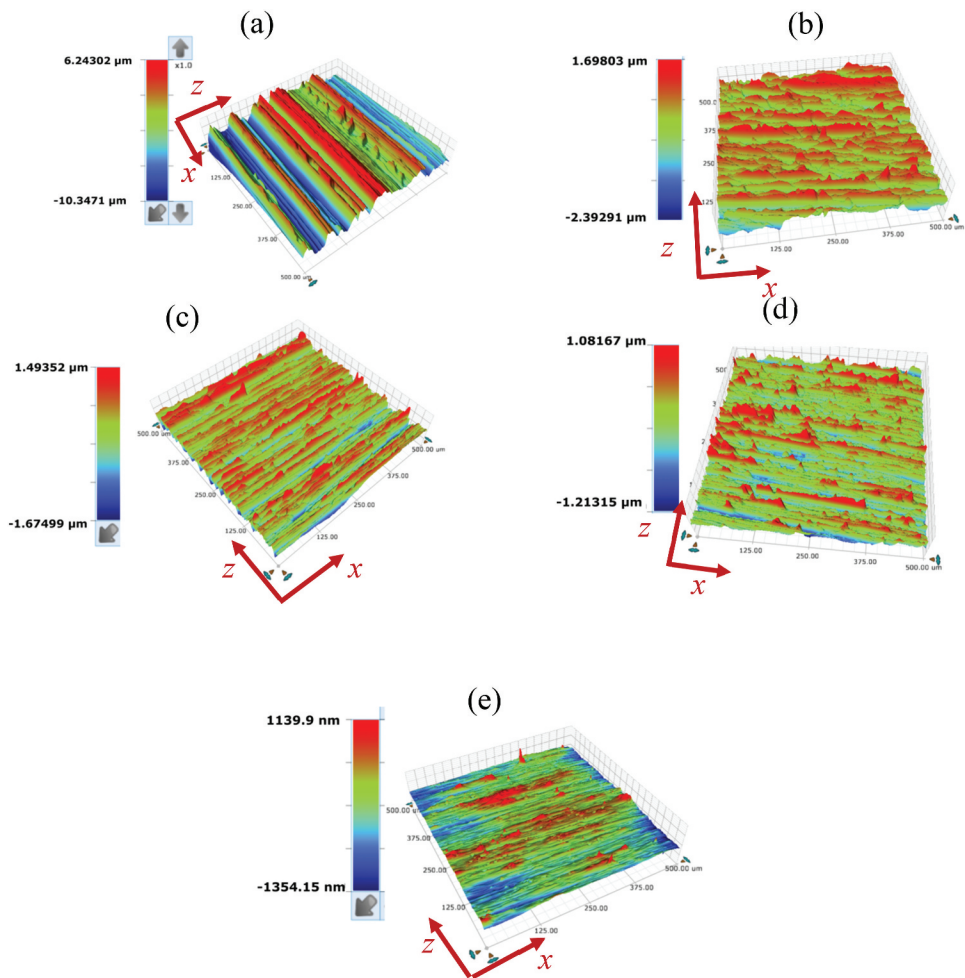 (a)
6.24302 µm
x1.0
-10.3471 µm
z
x
125.00
250.00
375.00
500.00 um
(b)
1.69803 µm
-2.39291 µm
500.0
375
250
125
125.00
250.00
375.00
500.00 um
z
x
(c)
1.49352 µm
-1.67499 µm
500.00 um
375.00
250.00
125.00
500.00 um
375.00
250.00
125.00
z
x
(d)
1.08167 µm
-1.21315 µm
125.00
250.00
375.00
500.00 um
z
x
(e)
1139.9 nm
-1354.15 nm
500.00 um
375.00
250.00
125.00
500.00 um
375.00
250.00
125.00
z
x